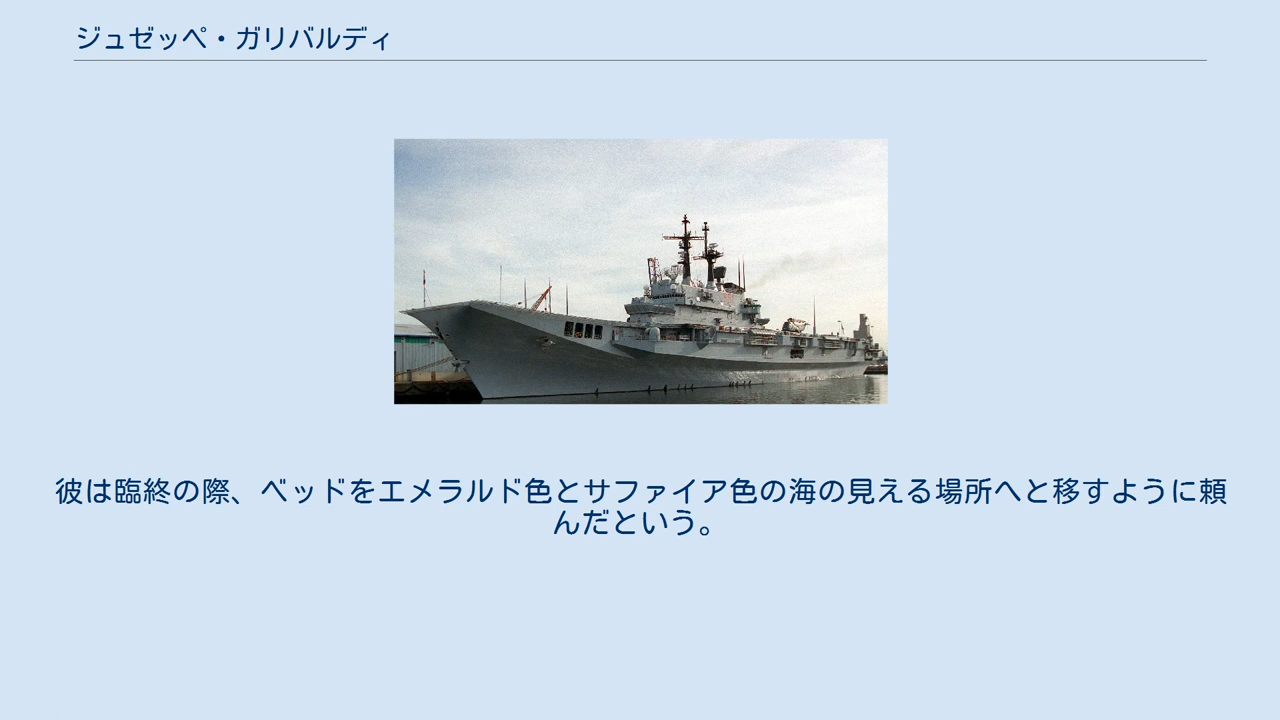 ジュゼッペ・ガリバルディ
彼は臨終の際、ベッドをエメラルド色とサファイア色の海の見える場所へと移すように頼
んだという。